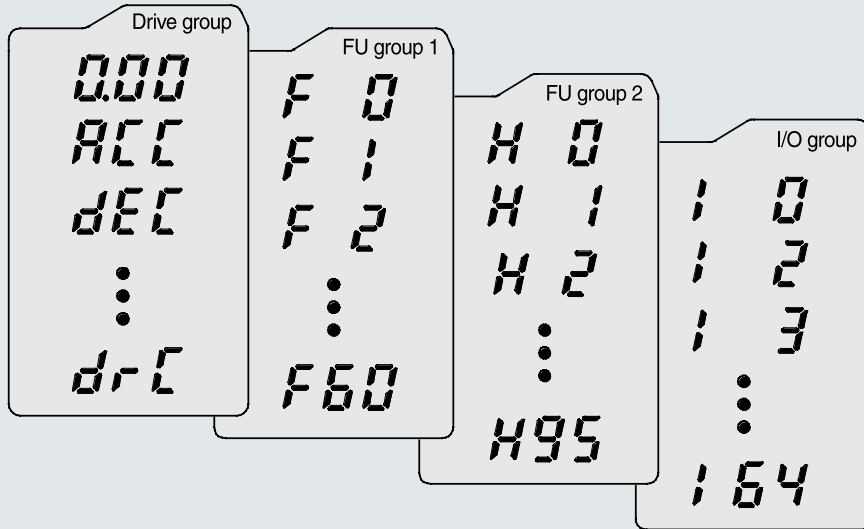 Drive group
0.00
ACC
dEC
drC
FU group 1
F 0
F 1
F 2
F60
FU group 2
H 0
H 1
H 2
H95
I/O group
I 0
I 2
I 3
I 64